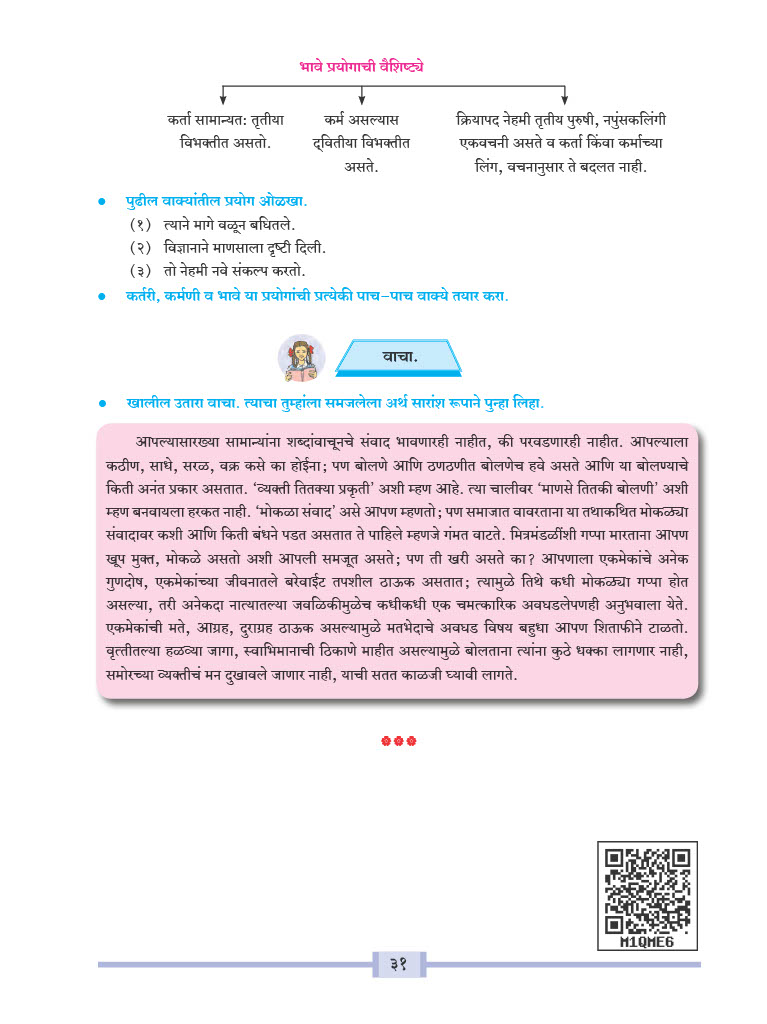 भावे प्रयोगाची वैशिष्ट्ये
कर्ता सामान्यत: तृतीया
विभक्तीत असतो.
कर्म असल्यास
द्वितीया विभक्तीत
असते.
क्रियापद नेहमी तृतीय पुरुषी, नपुंसकलिंगी
एकवचनी असते व कर्ता किंवा कर्माच्या
लिंग, वचनानुसार ते बदलत नाही.
• पुढील वाक्यांतील प्रयोग ओळखा.
(१) त्याने मागे वळून बघितले.
(२) विज्ञानाने माणसाला दृष्टी दिली.
(३) तो नेहमी नवे संकल्प करतो.
• कर्तरी, कर्मणी व भावे या प्रयोगांची प्रत्येकी पाच-पाच वाक्ये तयार करा.
वाचा.
• खालील उतारा वाचा. त्याचा तुम्हांला समजलेला अर्थ सारांश रूपाने पुन्हा लिहा.
आपल्यासारख्या सामान्यांना शब्दांवाचूनचे संवाद भावणारही नाहीत, की परवडणारही नाहीत. आपल्याला
कठीण, साधे, सरळ, वक्र कसे का होईना; पण बोलणे आणि ठणठणीत बोलणेच हवे असते आणि या बोलण्याचे
किती अनंत प्रकार असतात. ‘व्यक्ती तितक्या प्रकृती’ अशी म्हण आहे. त्या चालीवर ‘माणसे तितकी बोलणी’ अशी
म्हण बनवायला हरकत नाही. ‘मोकळा संवाद’ असे आपण म्हणतो; पण समाजात वावरताना या तथाकथित मोकळ्या
संवादावर कशी आणि किती बंधने पडत असतात ते पाहिले म्हणजे गंमत वाटते. मित्रमंडळींशी गप्पा मारताना आपण
खूप मुक्त, मोकळे असतो अशी आपली समजूत असते; पण ती खरी असते का? आपणाला एकमेकांचे अनेक
गुणदोष, एकमेकांच्या जीवनातले बरेवाईट तपशील ठाऊक असतात; त्यामुळे तिथे कधी मोकळ्या गप्पा होत
असल्या, तरी अनेकदा नात्यातल्या जवळिकीमुळेच कधीकधी एक चमत्कारिक अवघडलेपणही अनुभवाला येते.
एकमेकांची मते, आग्रह, दुराग्रह ठाऊक असल्यामुळे मतभेदाचे अवघड विषय बहुधा आपण शिताफीने टाळतो.
वृत्तीतल्या हळव्या जागा, स्वाभिमानाची ठिकाणे माहीत असल्यामुळे बोलताना त्यांना कुठे धक्का लागणार नाही,
समोरच्या व्यक्तीचं मन दुखावले जाणार नाही, याची सतत काळजी घ्यावी लागते.
M1QME6
३१